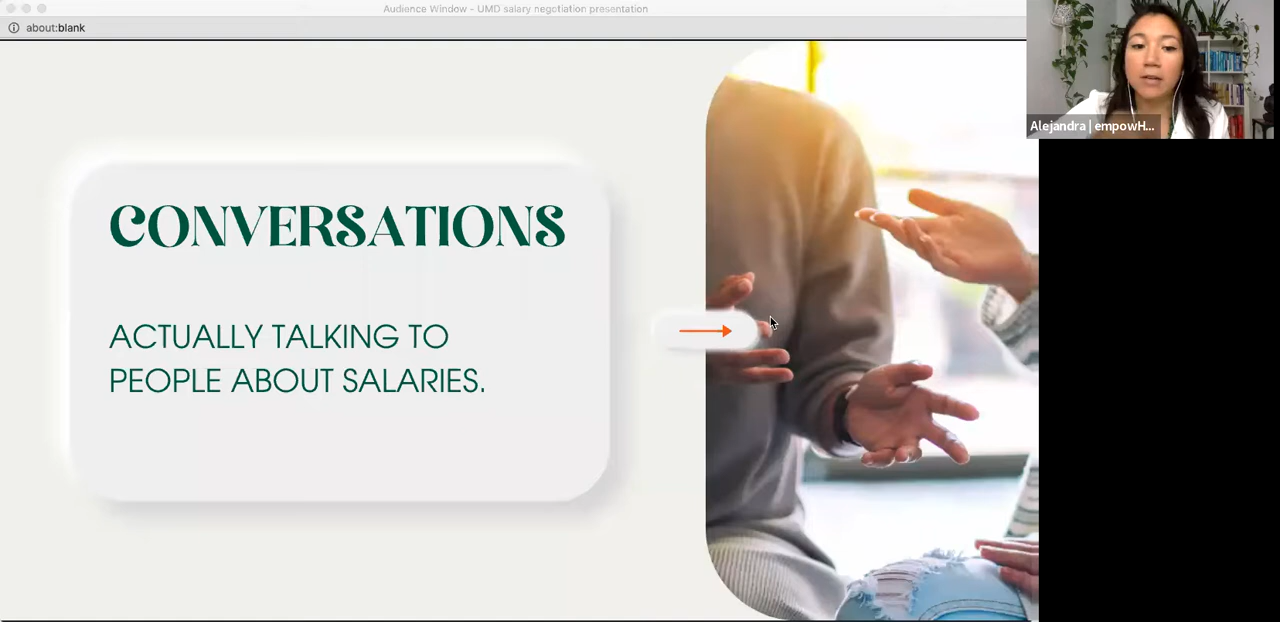 Audience Window - UMD salary negotiation presentation
about:blank
Alejandra | empowH...
CONVERSATIONS
ACTUALLY TALKING TO
PEOPLE ABOUT SALARIES.